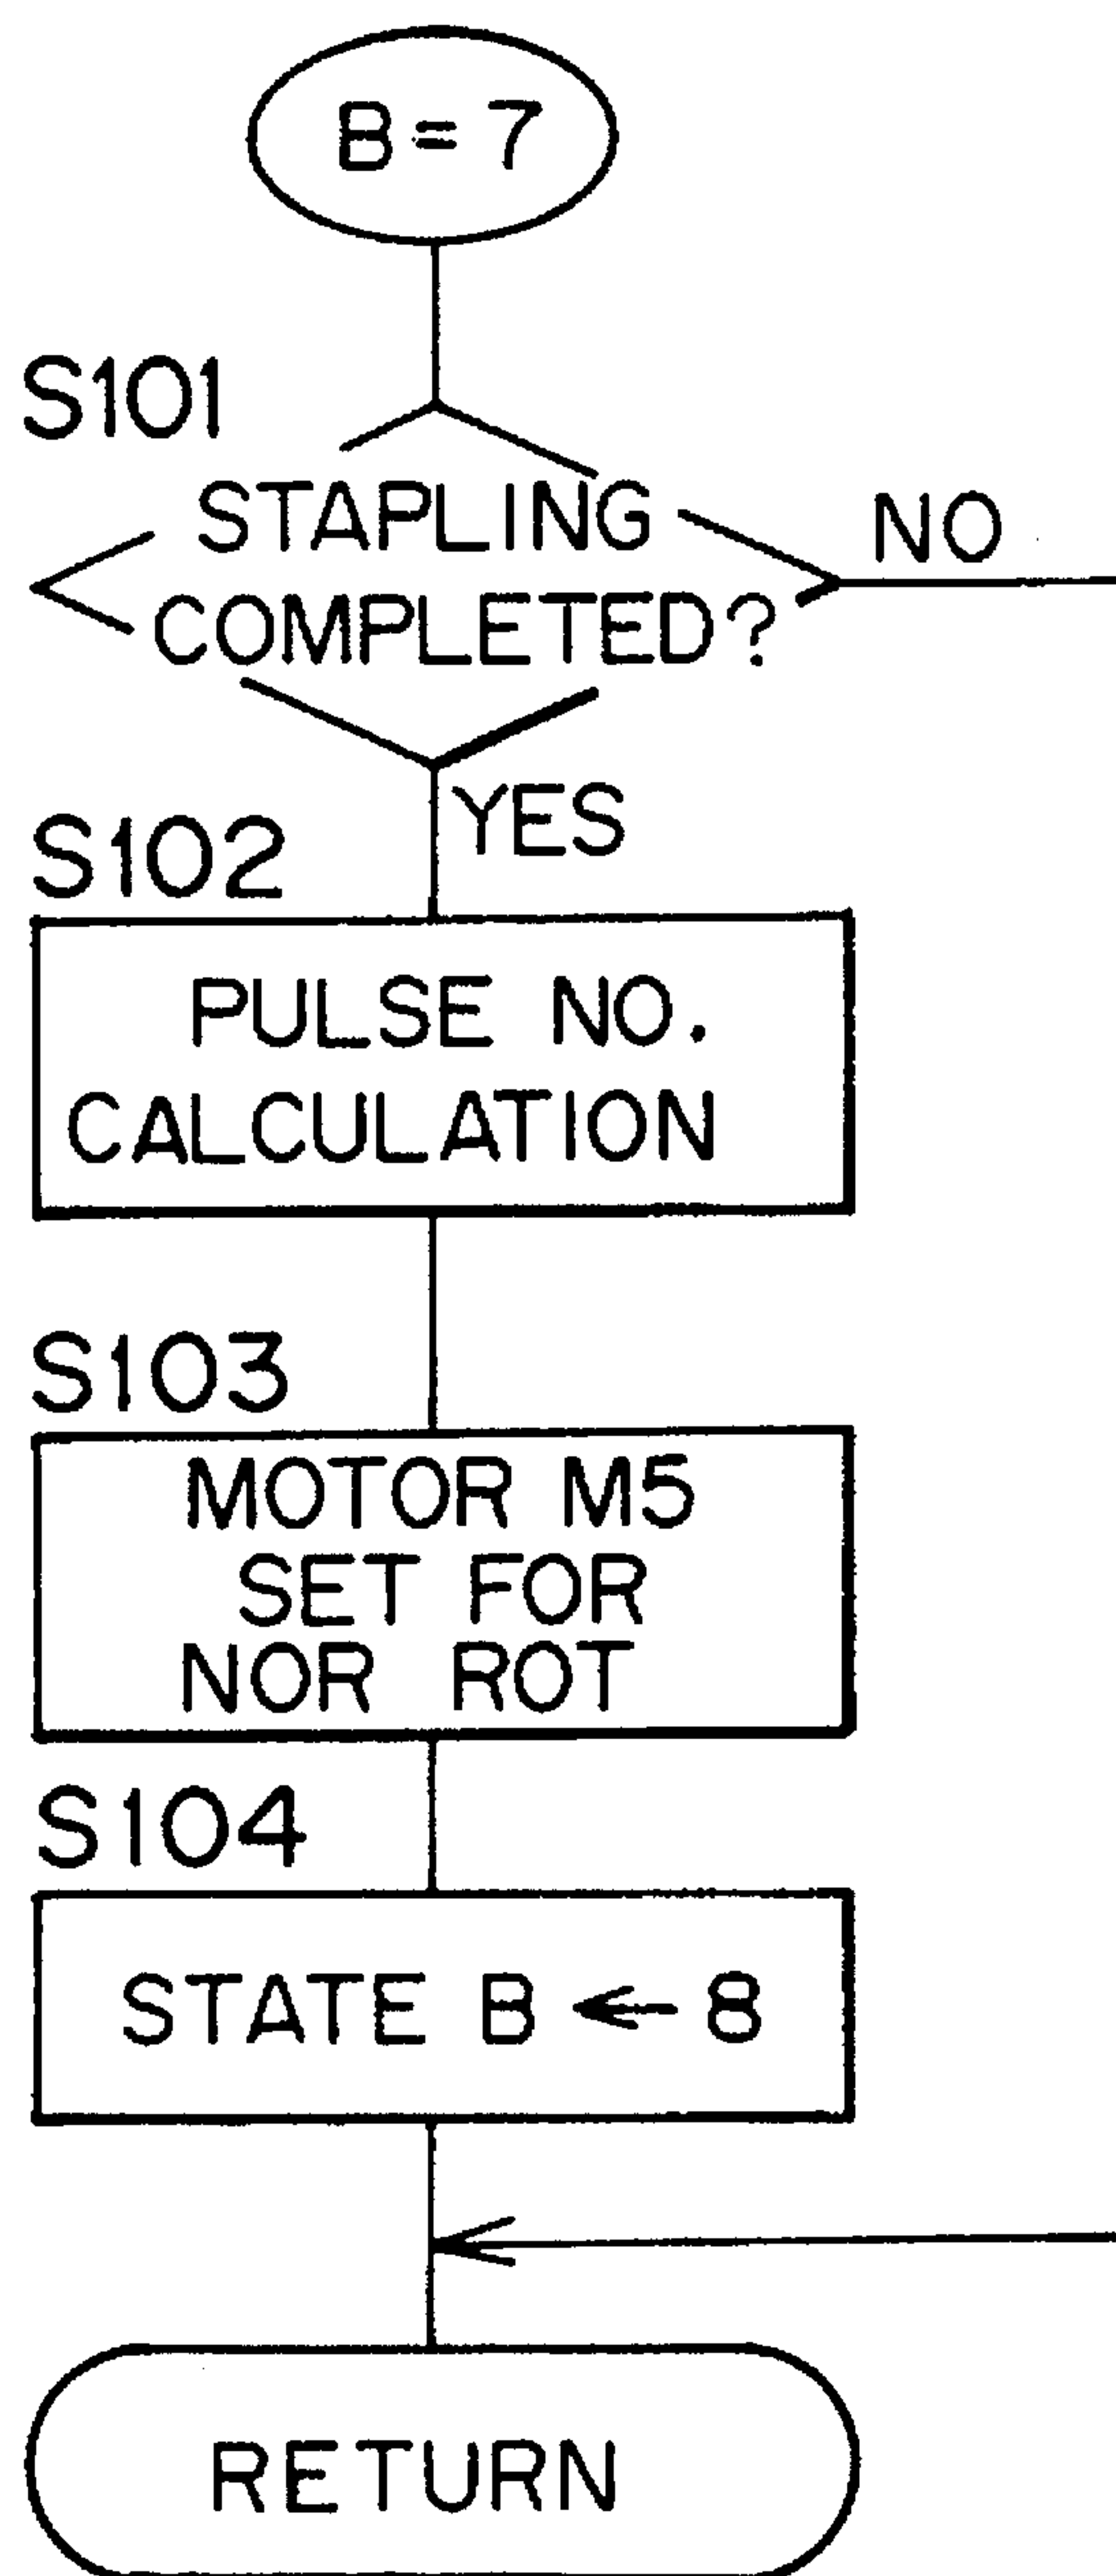 B=7
S101
STAPLING
COMPLETED?
NO
YES
S102
PULSE NO.
CALCULATION
S103
MOTOR M5
SET FOR
NOR ROT
S104
STATE B ← 8
RETURN